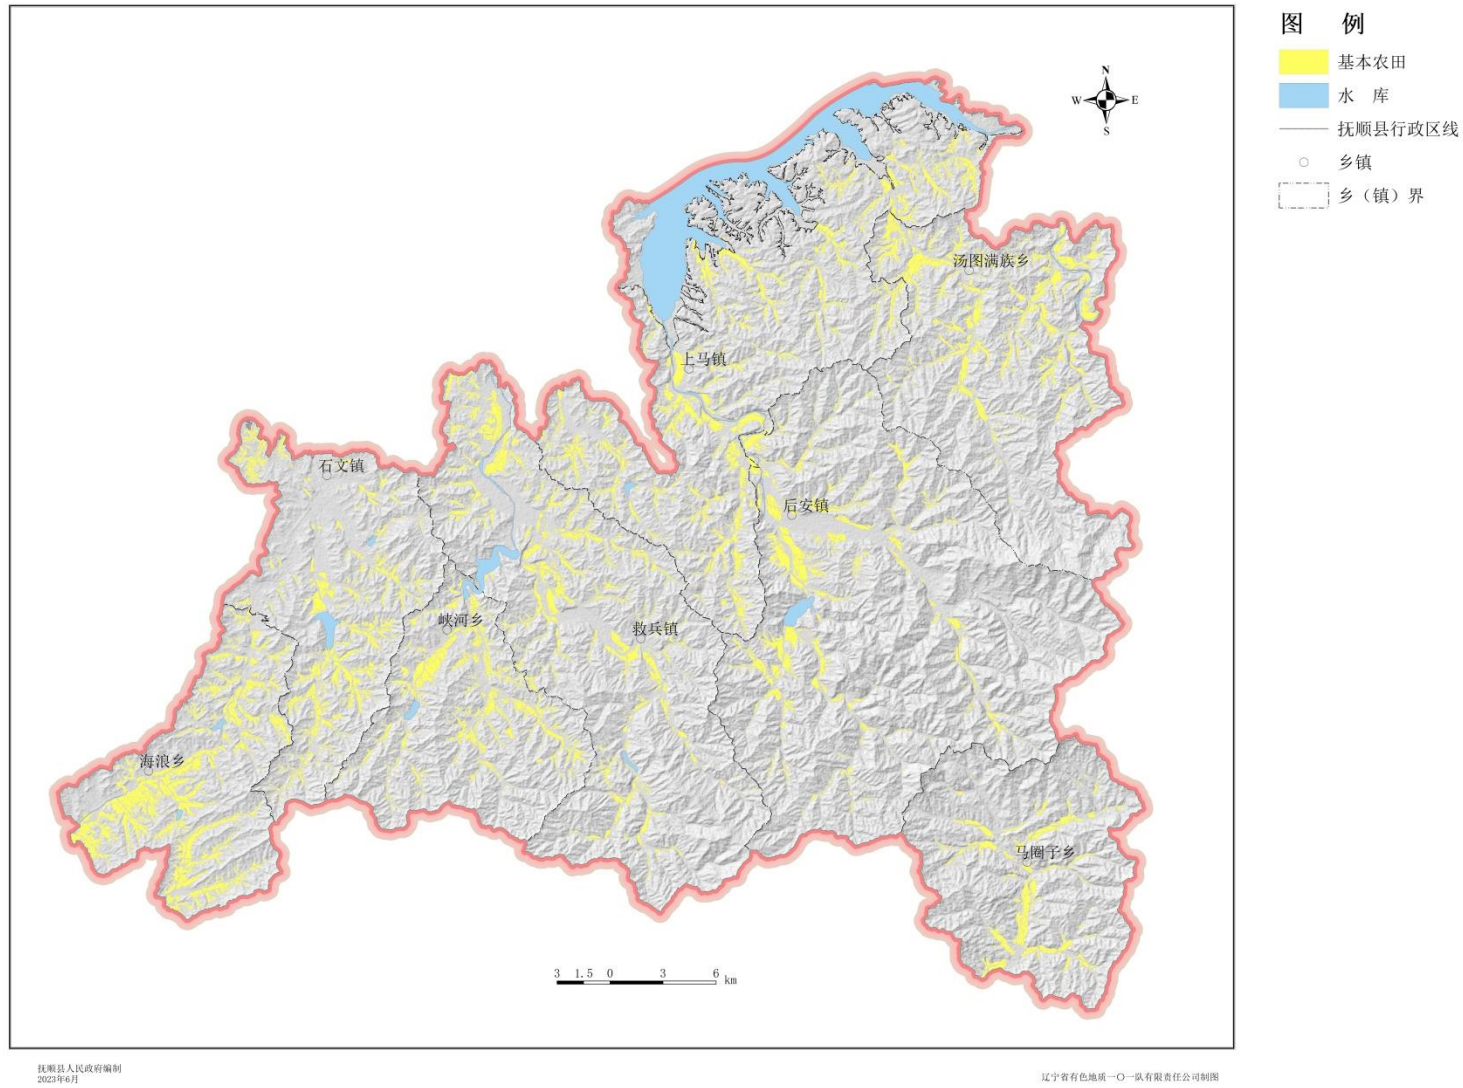 图 例
基本农田
水 库
抚顺县行政区线
乡镇
乡（镇）界
N
W E
S
汤图满族乡
上马镇
石文镇
后安镇
峡河乡
救兵镇
海浪乡
马圈子乡
3 1.5 0 3 6 km
抚顺县人民政府编制
2023年6月
辽宁省有色地质一〇一队有限责任公司制图